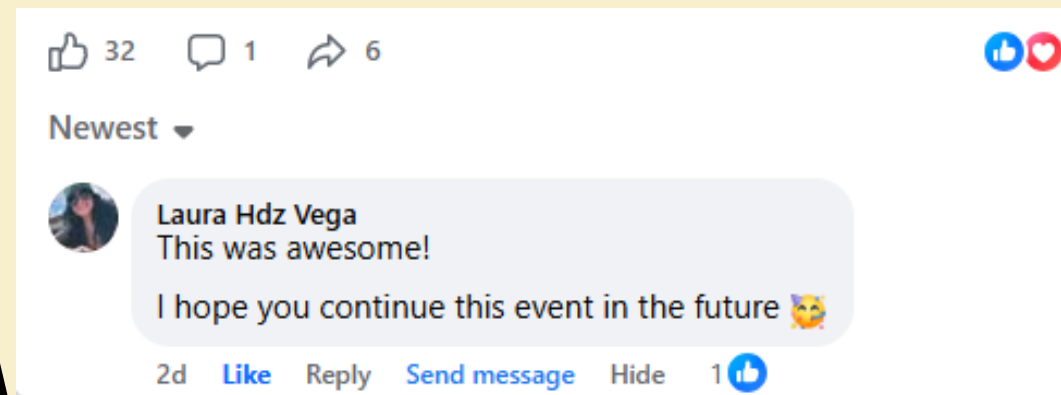 32 1 6
Newest
Laura Hdz Vega
This was awesome!
I hope you continue this event in the future 🥳
2d Like Reply Send message Hide 1